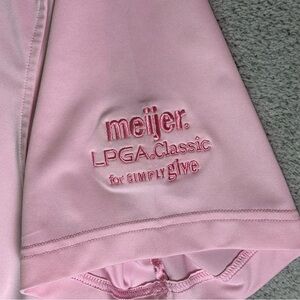 meijer.
LPGA.Classic
for SIMPLY give